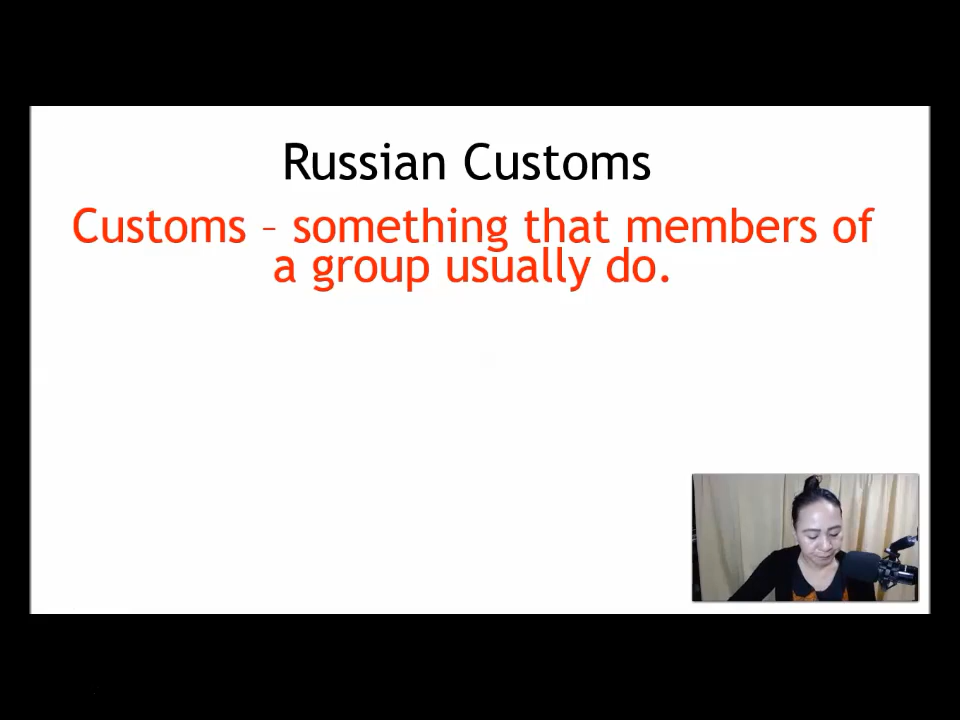 Russian Customs
Customs – something that members of
a group usually do.